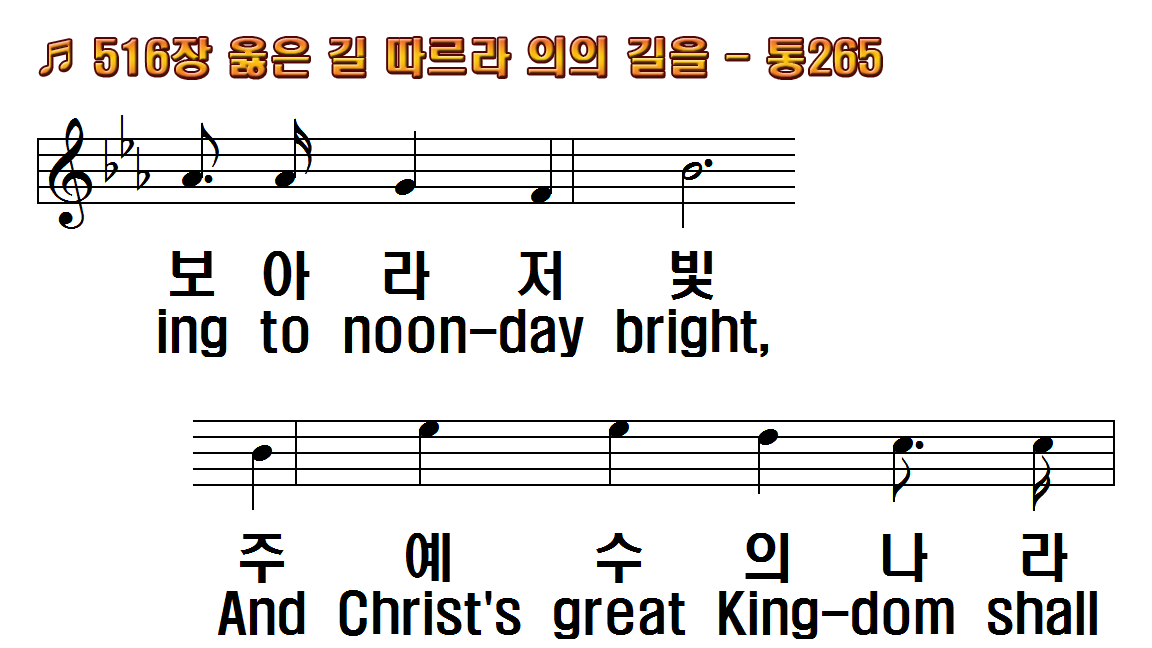 ♬ 516장 옳은 길 따르라 의의 길을 - 통265
보 아 라 저 빛
ing to noon-day bright,
주 예 수 의 나 라
And Christ's great King-dom shall